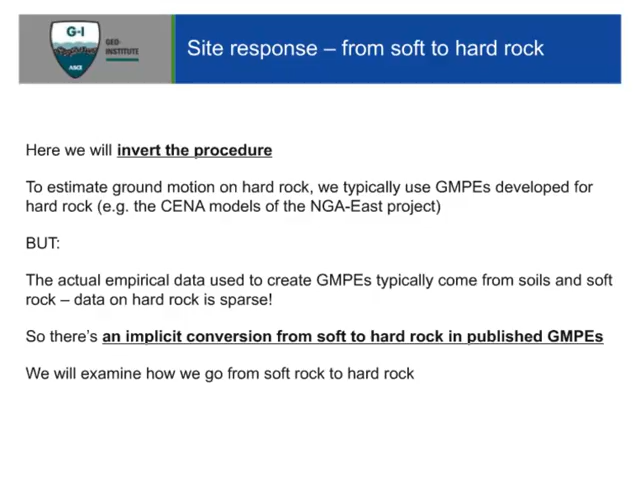 G-I
GEO-
INSTITUTE
ASCE
Site response – from soft to hard rock
Here we will invert the procedure
To estimate ground motion on hard rock, we typically use GMPEs developed for
hard rock (e.g. the CENA models of the NGA-East project)
BUT:
The actual empirical data used to create GMPEs typically come from soils and soft
rock – data on hard rock is sparse!
So there’s an implicit conversion from soft to hard rock in published GMPEs
We will examine how we go from soft rock to hard rock